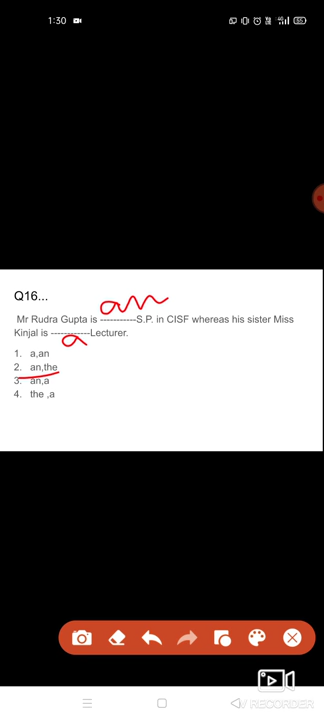 1:30
55
Q16...
an
Mr Rudra Gupta is -----------S.P. in CISF whereas his sister Miss
a
Kinjal is ------------Lecturer.
1. a,an
2. an,the
3. an,a
4. the ,a
RECORDER